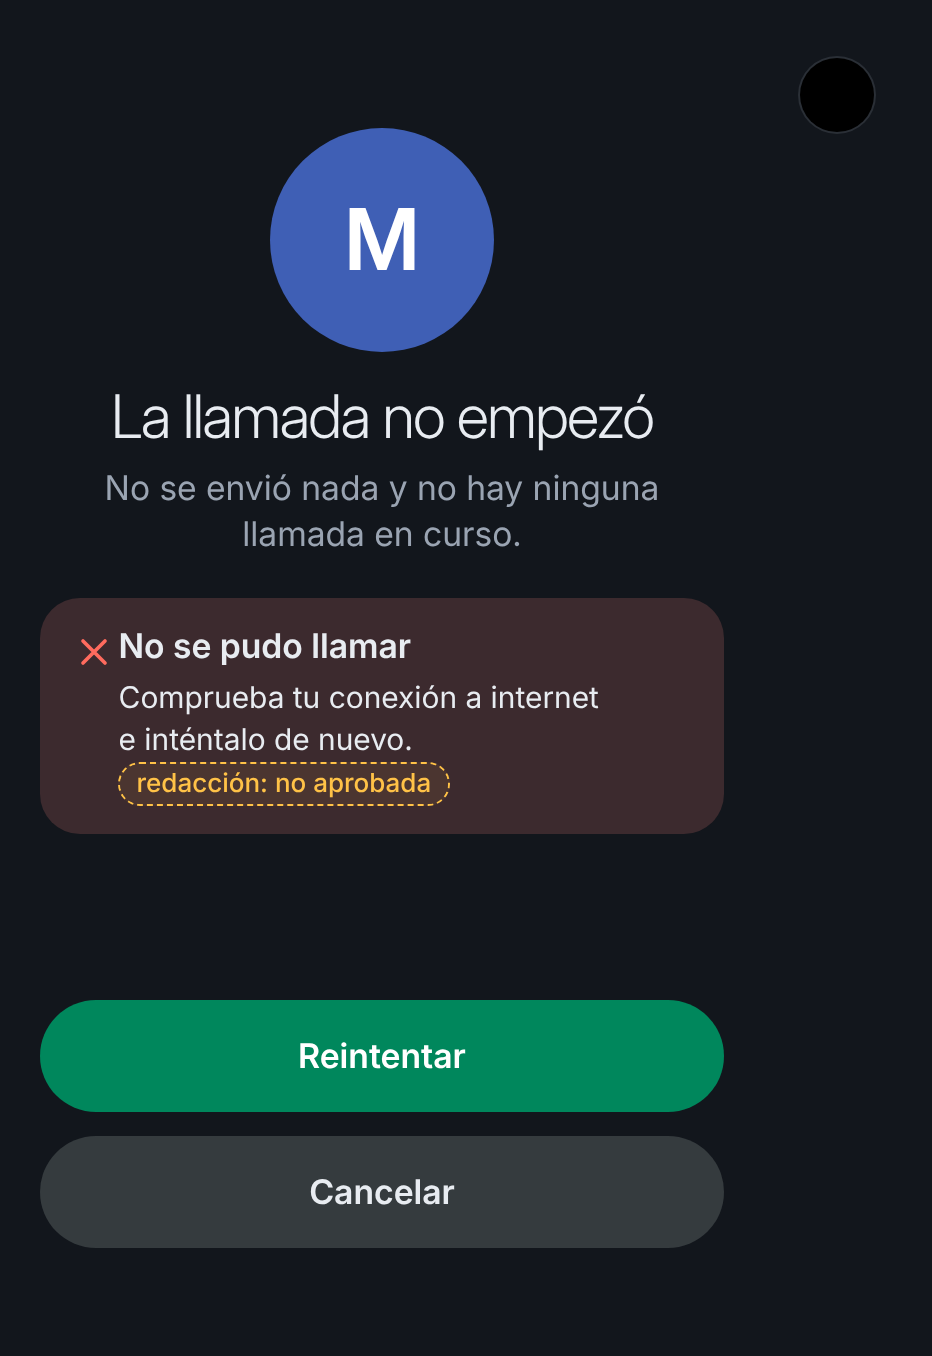 M
La llamada no empezó
No se envió nada y no hay ninguna
llamada en curso.
No se pudo llamar
Comprueba tu conexión a internet
e inténtalo de nuevo.
redacción: no aprobada
Reintentar
Cancelar